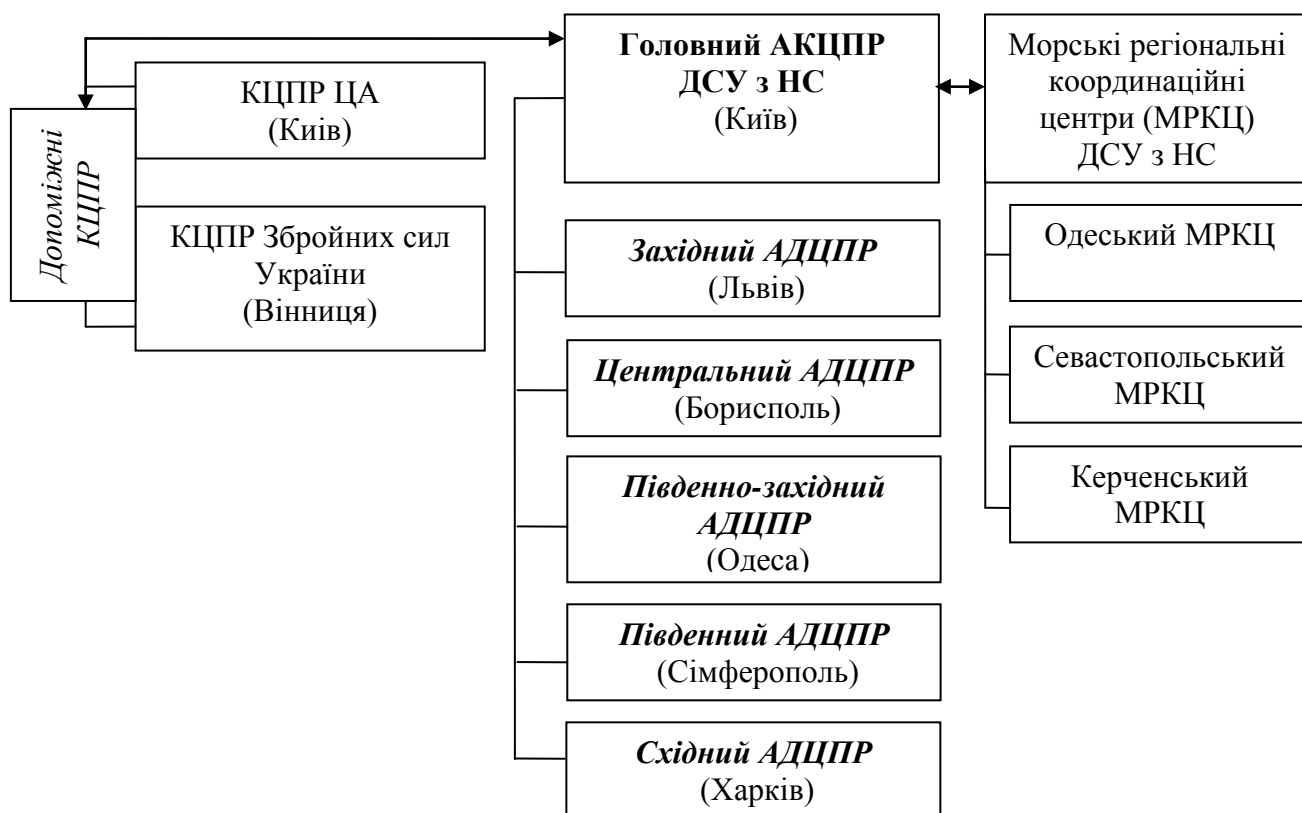 Допоміжні
КЦПР
КЦПР ЦА
(Киів)
КЦПР Збройних сил
України
(Вінниця)
Головний АКЦПР
ДСУ з НС
(Київ)
Західний АДЦПР
(Львів)
Центральний АДЦПР
(Борисполь)
Південно-західний
АДЦПР
(Одеса)
Південний АДЦПР
(Сімферополь)
Східний АДЦПР
(Харків)
Морські регіональні
координаційні
центри (МРКЦ)
ДСУ з НС
Одеський МРКЦ
Севастопольський
МРКЦ
Керченський
МРКЦ